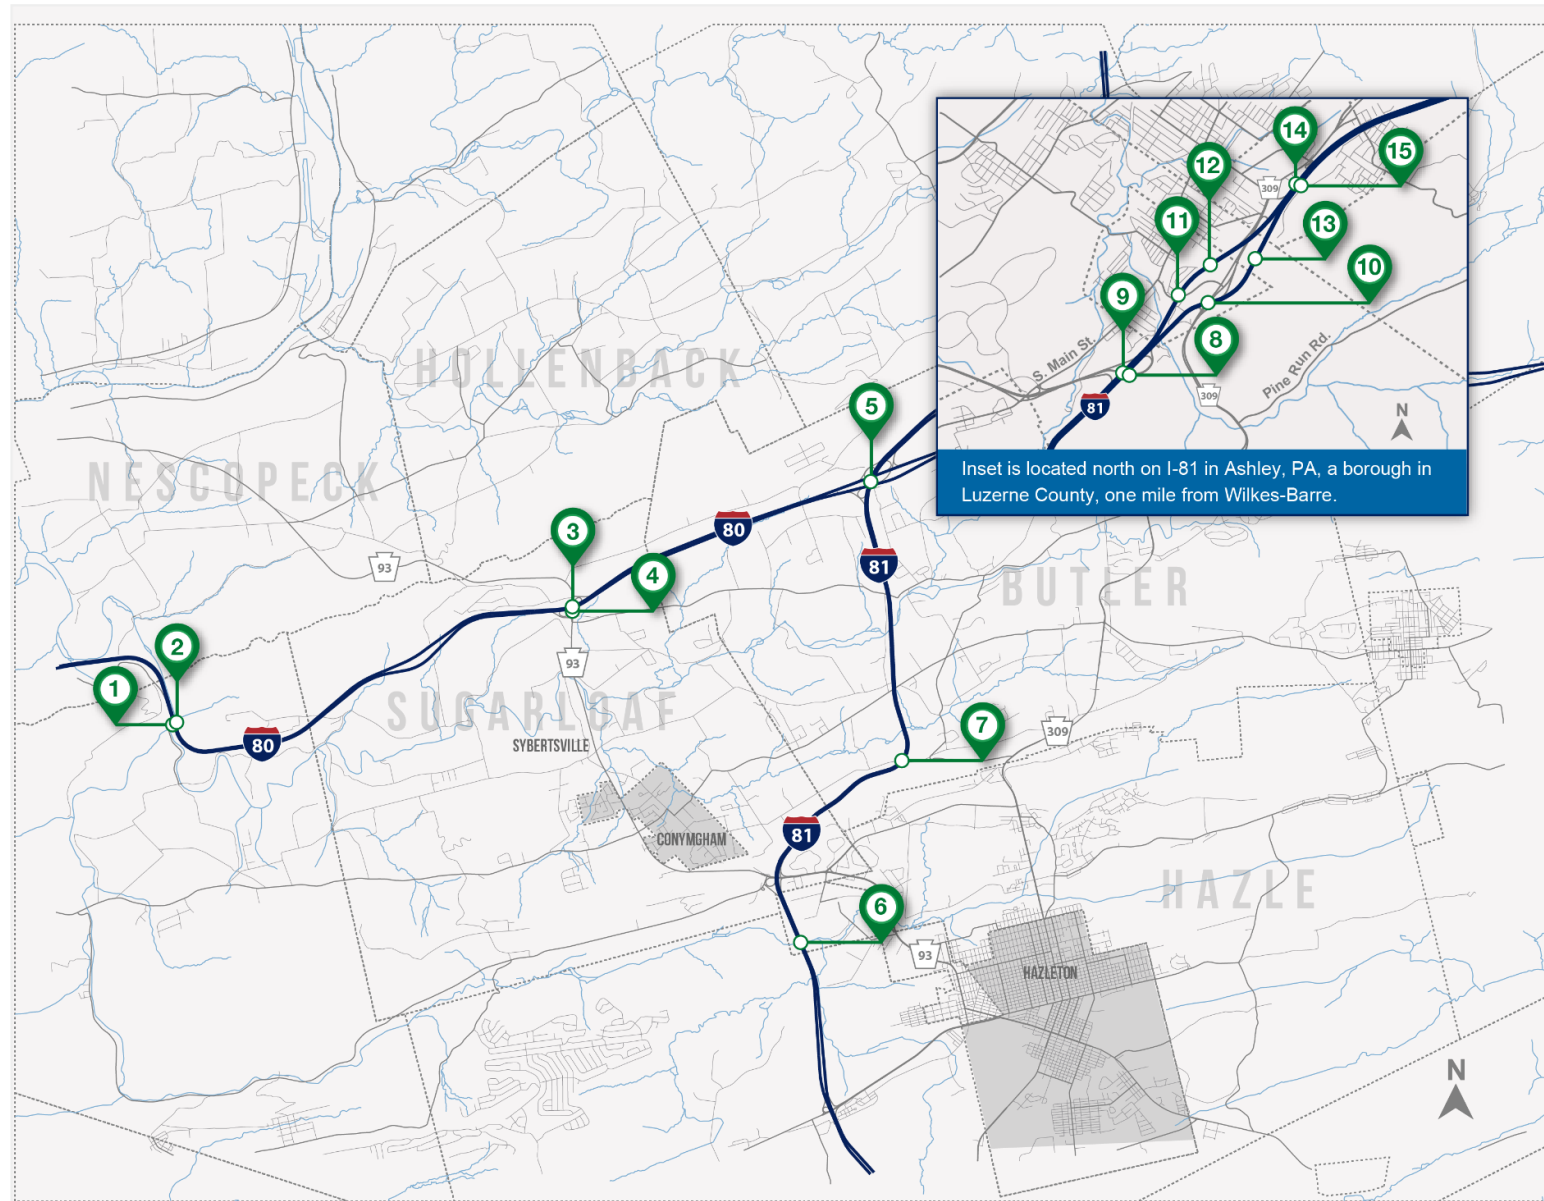 14
15
12
309
11
13
10
9
8
S. Main St.
Pine Run Rd.
309
81
N
Inset is located north on I-81 in Ashley, PA, a borough in
Luzerne County, one mile from Wilkes-Barre.
HOLLENBACK
5
NESCOPECK
3
80
93
4
81
BUTLER
2
93
1
SUGARLOAF
7
80
SYBERTSVILLE
309
81
CONYMGHAM
HAZLE
6
93
HAZLETON
N